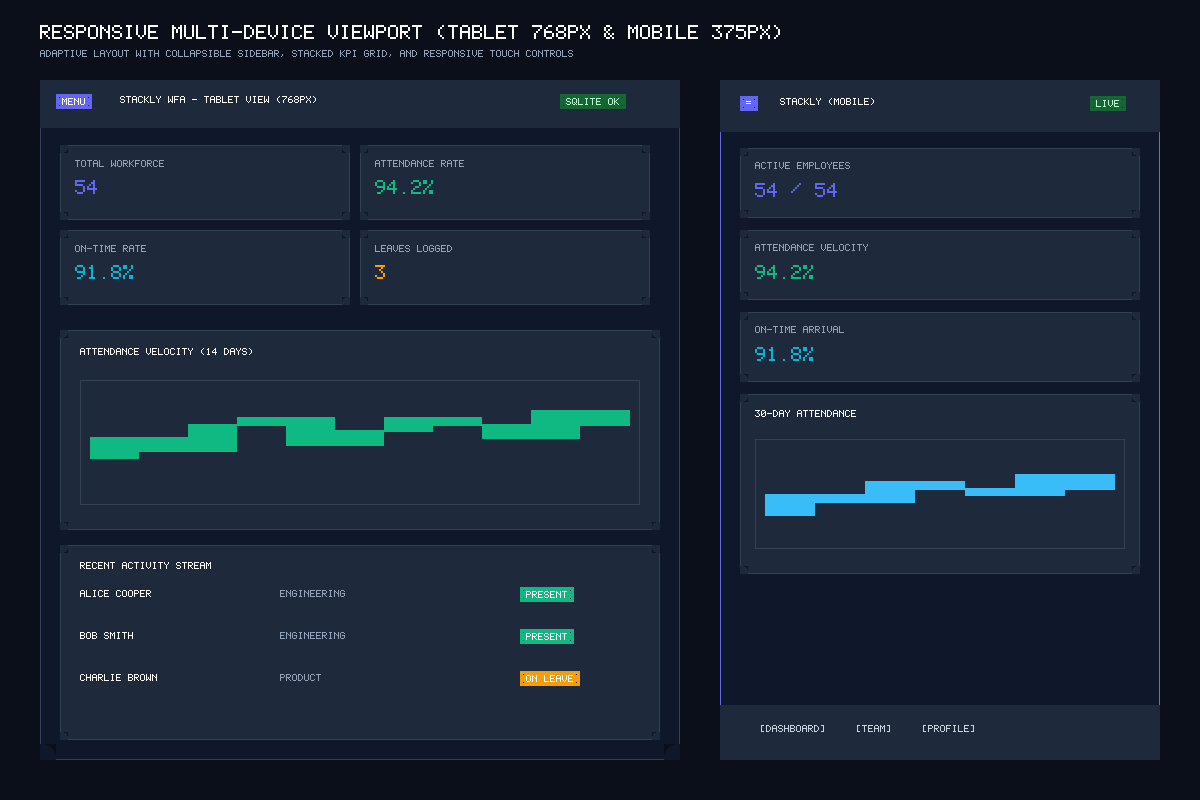 RESPONSIVE MULTI-DEVICE VIEWPORT (TABLET 768PX & MOBILE 375PX)
ADAPTIVE LAYOUT WITH COLLAPSIBLE SIDEBAR, STACKED KPI GRID, AND RESPONSIVE TOUCH CONTROLS
MENU
STACKLY WFA - TABLET VIEW (768PX)
SQLITE OK
TOTAL WORKFORCE
54
ATTENDANCE RATE
94.2%
ON-TIME RATE
91.8%
LEAVES LOGGED
3
ATTENDANCE VELOCITY (14 DAYS)
RECENT ACTIVITY STREAM
ALICE COOPER ENGINEERING PRESENT
BOB SMITH ENGINEERING PRESENT
CHARLIE BROWN PRODUCT ON LEAVE
=
STACKLY (MOBILE)
LIVE
ACTIVE EMPLOYEES
54 / 54
ATTENDANCE VELOCITY
94.2%
ON-TIME ARRIVAL
91.8%
30-DAY ATTENDANCE
[DASHBOARD] [TEAM] [PROFILE]